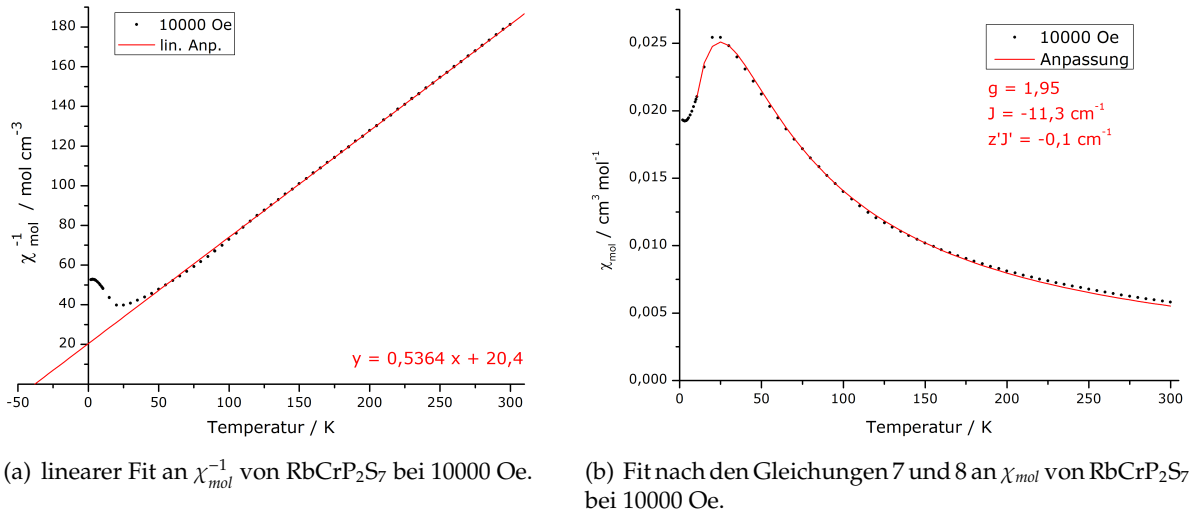 180
160
140
120
100
80
60
40
20
χ⁻¹mol / mol cm⁻³
10000 Oe
lin. Anp.
y = 0,5364 x + 20,4
-50 0 50 100 150 200 250 300
Temperatur / K
(a) linearer Fit an χ⁻¹mol von RbCrP₂S₇ bei 10000 Oe.
0,025
0,020
0,015
0,010
0,005
0,000
χmol / cm³ mol⁻¹
10000 Oe
Anpassung
g = 1,95
J = -11,3 cm⁻¹
z'J' = -0,1 cm⁻¹
0 50 100 150 200 250 300
Temperatur / K
(b) Fit nach den Gleichungen 7 und 8 an χmol von RbCrP₂S₇
bei 10000 Oe.